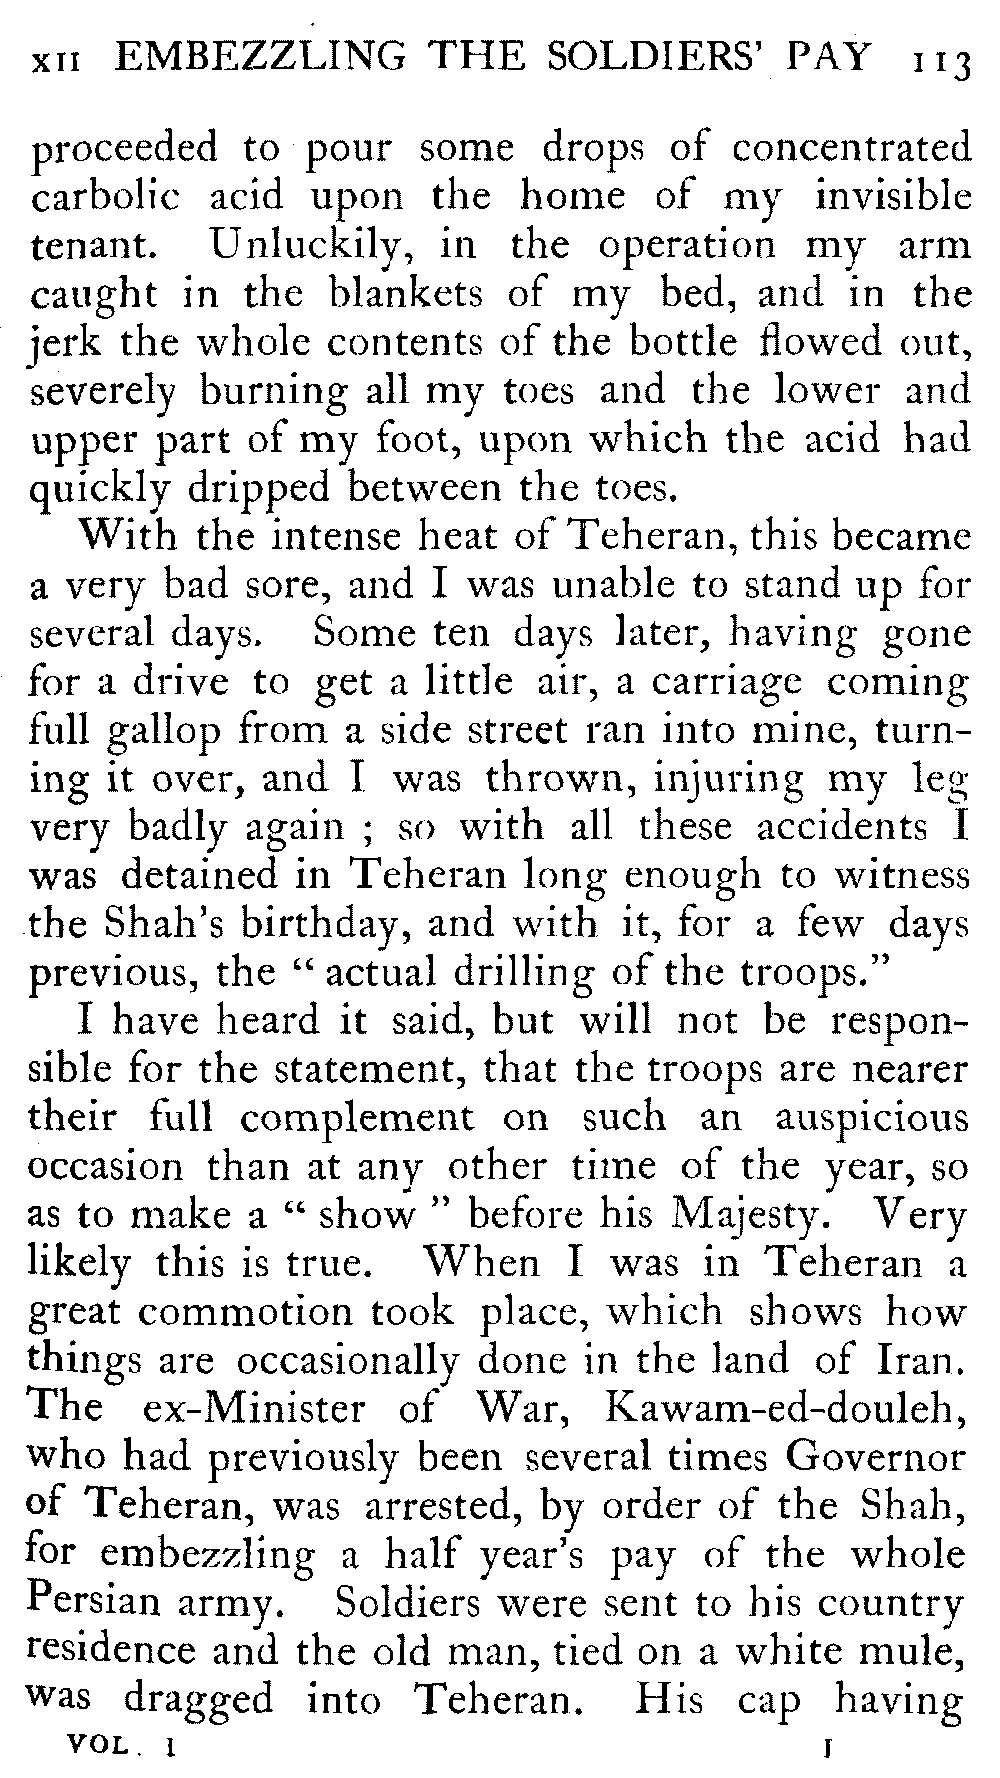 XII EMBEZZLING THE SOLDIERS' PAY 113
proceeded to pour some drops of concentrated
carbolic acid upon the home of my invisible
tenant. Unluckily, in the operation my arm
caught in the blankets of my bed, and in the
jerk the whole contents of the bottle flowed out,
severely burning all my toes and the lower and
upper part of my foot, upon which the acid had
quickly dripped between the toes.
With the intense heat of Teheran, this became
a very bad sore, and I was unable to stand up for
several days. Some ten days later, having gone
for a drive to get a little air, a carriage coming
full gallop from a side street ran into mine, turn-
ing it over, and I was thrown, injuring my leg
very badly again ; so with all these accidents I
was detained in Teheran long enough to witness
the Shah's birthday, and with it, for a few days
previous, the “ actual drilling of the troops.”
I have heard it said, but will not be respon-
sible for the statement, that the troops are nearer
their full complement on such an auspicious
occasion than at any other time of the year, so
as to make a “ show ” before his Majesty. Very
likely this is true. When I was in Teheran a
great commotion took place, which shows how
things are occasionally done in the land of Iran.
The ex-Minister of War, Kawam-ed-douleh,
who had previously been several times Governor
of Teheran, was arrested, by order of the Shah,
for embezzling a half year's pay of the whole
Persian army. Soldiers were sent to his country
residence and the old man, tied on a white mule,
was dragged into Teheran. His cap having
VOL. I I